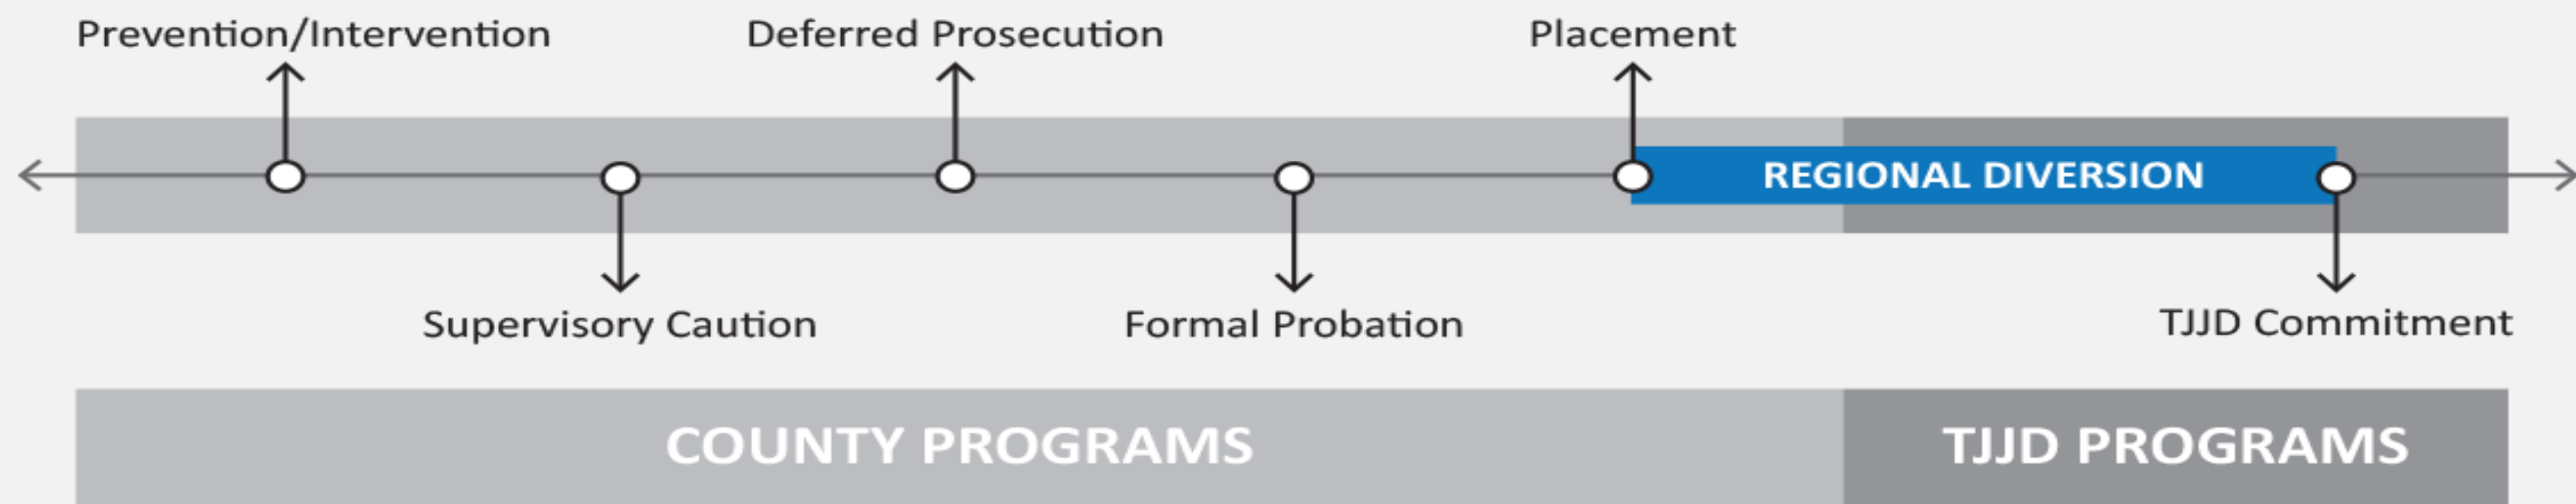 Prevention/Intervention
Deferred Prosecution
Placement
REGIONAL DIVERSION
Supervisory Caution
Formal Probation
TJJD Commitment
COUNTY PROGRAMS
TJJD PROGRAMS